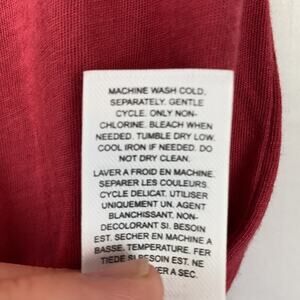 MACHINE WASH COLD.
SEPARATELY. GENTLE
CYCLE. ONLY NON-
CHLORINE. BLEACH WHEN
NEEDED. TUMBLE DRY LOW.
COOL IRON IF NEEDED. DO
NOT DRY CLEAN.
LAVER A FROID EN MACHINE.
SEPARER LES COULEURS.
CYCLE DELICAT. UTILISER
UNIQUEMENT UN. AGENT
BLANCHISSANT, NON-
DECOLORANT SI. BESOIN
EST. SECHER EN MACHINE A
BASSE. TEMPERATURE. FER
TIEDE SI BESOIN EST. NE
ER A SEC.